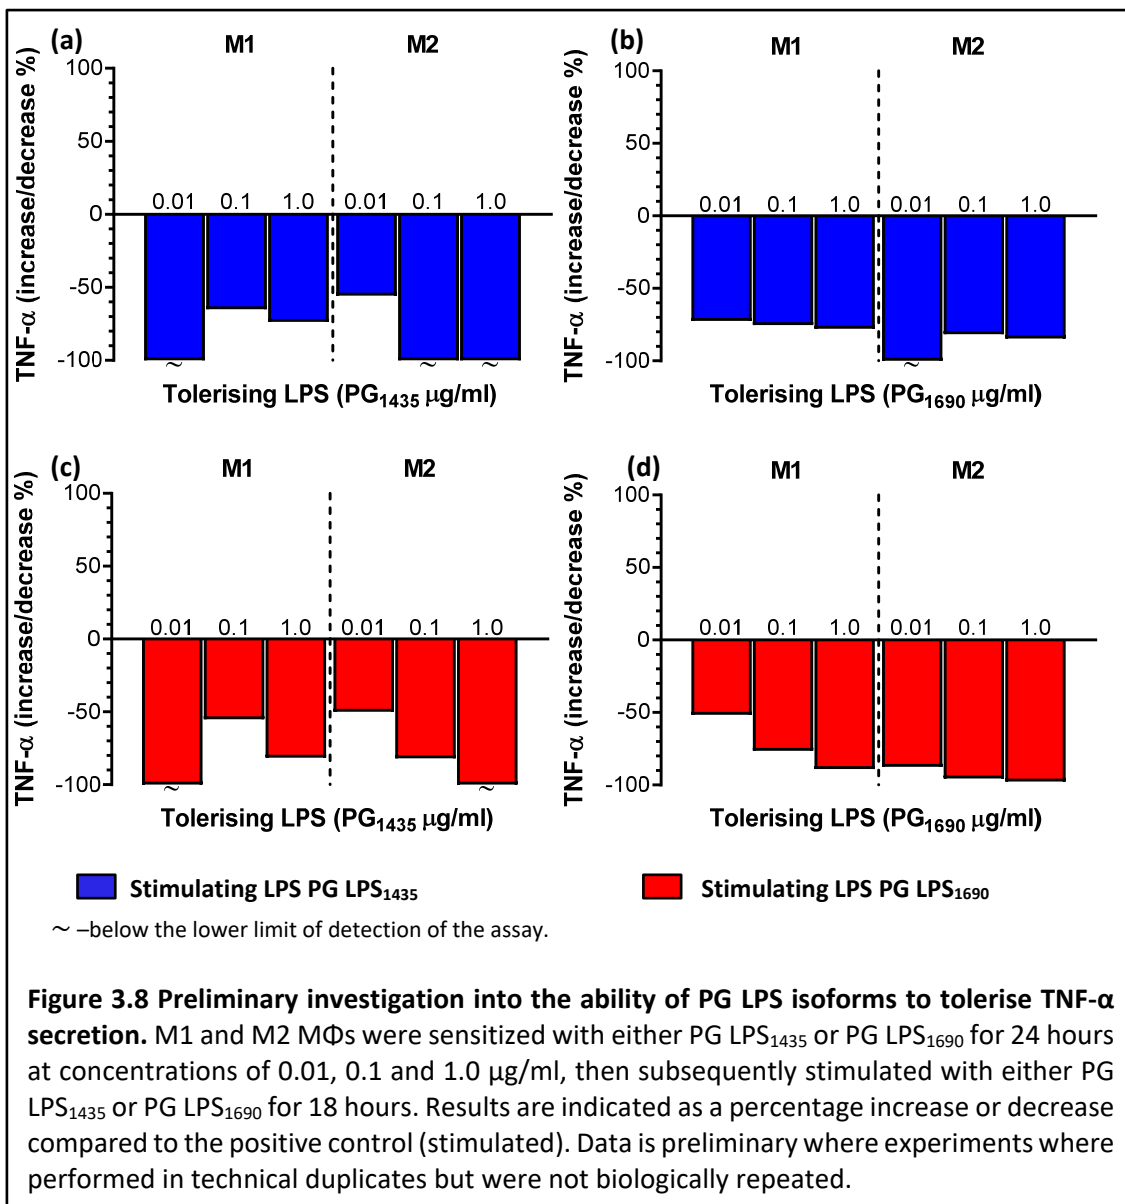 (a)
M1
M2
TNF-α (increase/decrease %)
100
50
0
-50
-100
0.01 0.1 1.0 0.01 0.1 1.0
~ ~ ~
Tolerising LPS (PG1435 µg/ml)
(b)
M1
M2
TNF-α (increase/decrease %)
100
50
0
-50
-100
0.01 0.1 1.0 0.01 0.1 1.0
~
Tolerising LPS (PG1690 µg/ml)
(c)
M1
M2
TNF-α (increase/decrease %)
100
50
0
-50
-100
0.01 0.1 1.0 0.01 0.1 1.0
~ ~
Tolerising LPS (PG1435 µg/ml)
(d)
M1
M2
TNF-α (increase/decrease %)
100
50
0
-50
-100
0.01 0.1 1.0 0.01 0.1 1.0
Tolerising LPS (PG1690 µg/ml)
Stimulating LPS PG LPS1435
Stimulating LPS PG LPS1690
~ –below the lower limit of detection of the assay.
Figure 3.8 Preliminary investigation into the ability of PG LPS isoforms to tolerise TNF-α
secretion. M1 and M2 MΦs were sensitized with either PG LPS1435 or PG LPS1690 for 24 hours
at concentrations of 0.01, 0.1 and 1.0 µg/ml, then subsequently stimulated with either PG
LPS1435 or PG LPS1690 for 18 hours. Results are indicated as a percentage increase or decrease
compared to the positive control (stimulated). Data is preliminary where experiments where
performed in technical duplicates but were not biologically repeated.